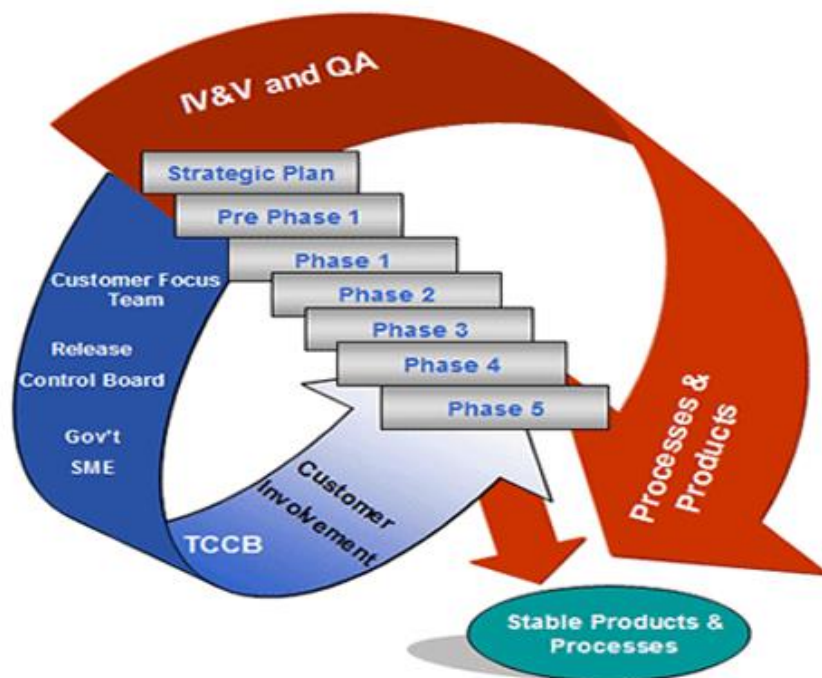 IV&V and QA
Strategic Plan
Pre Phase 1
Phase 1
Phase 2
Phase 3
Phase 4
Phase 5
Customer Focus
Team
Release
Control Board
Gov't
SME
TCCB
Customer
Involvement
Processes &
Products
Stable Products &
Processes